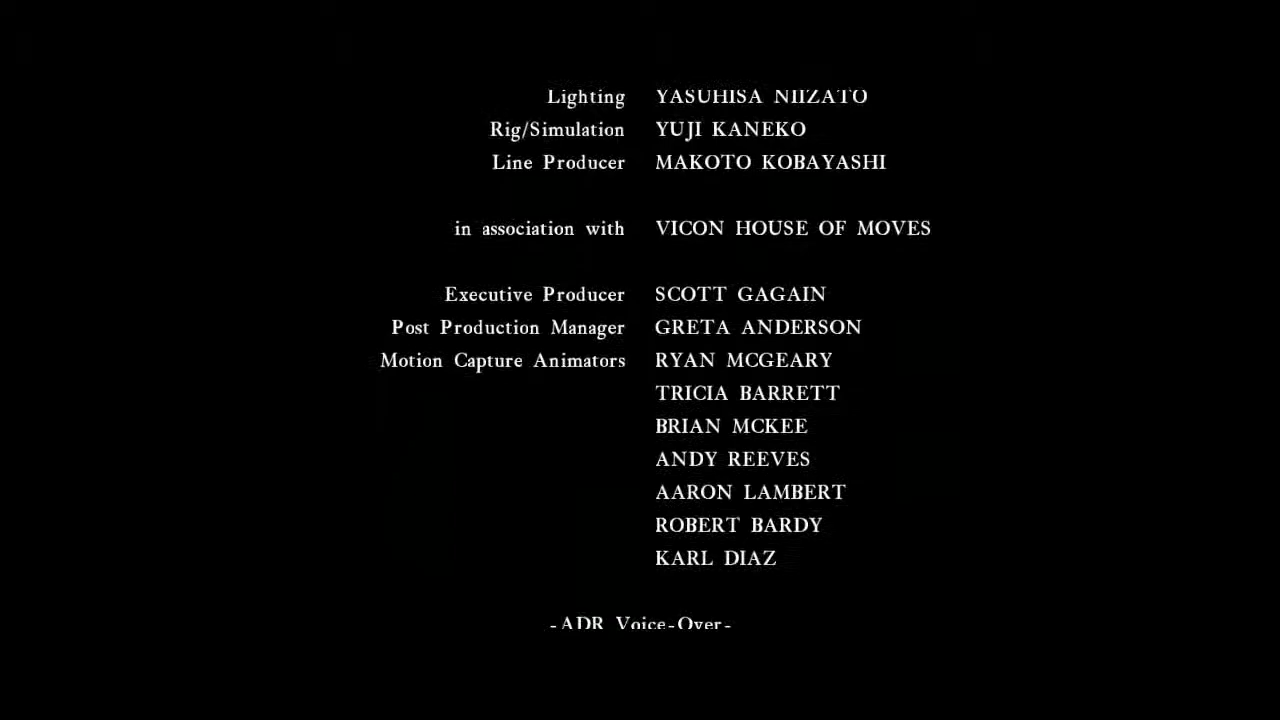 Lighting YASUHISA NIIZATO
Rig/Simulation YUJI KANEKO
Line Producer MAKOTO KOBAYASHI
in association with VICON HOUSE OF MOVES
Executive Producer SCOTT GAGAIN
Post Production Manager GRETA ANDERSON
Motion Capture Animators RYAN MCGEARY
TRICIA BARRETT
BRIAN MCKEE
ANDY REEVES
AARON LAMBERT
ROBERT BARDY
KARL DIAZ
-ADR Voice-Over-